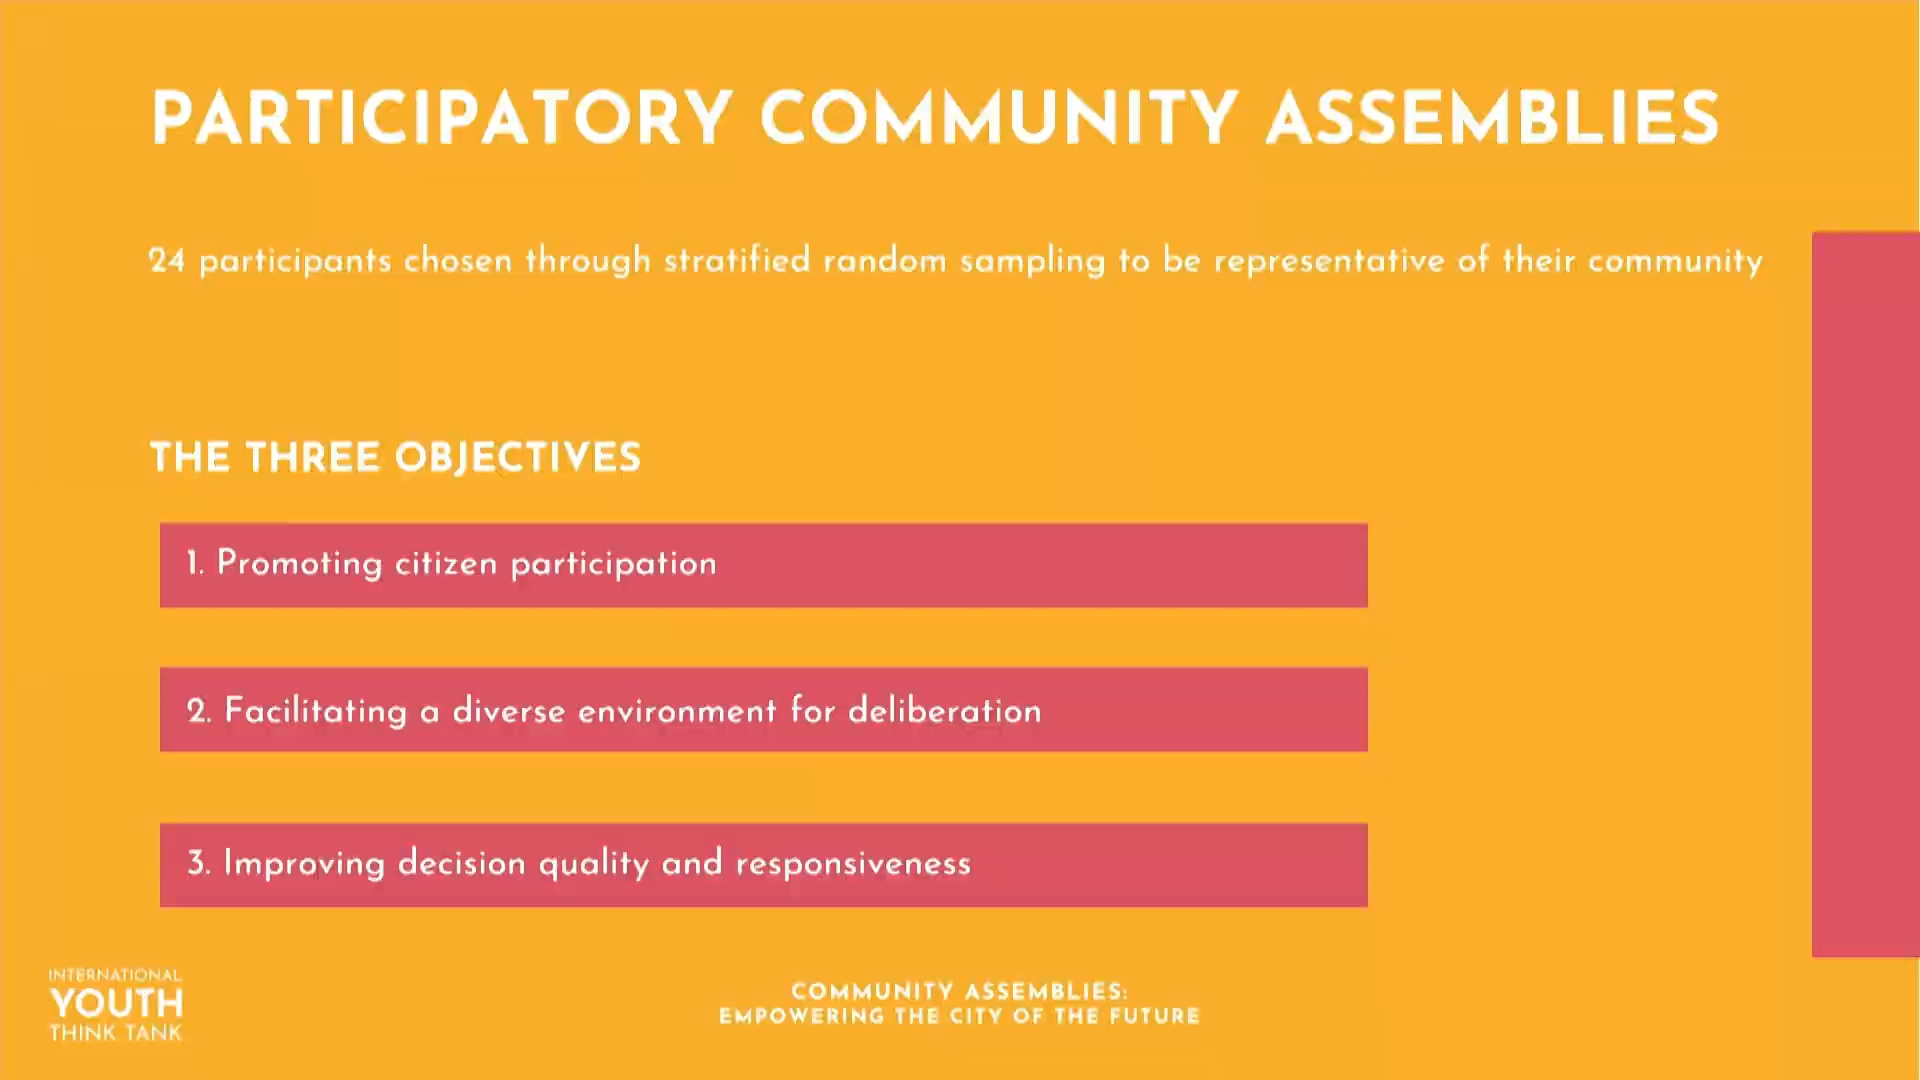 PARTICIPATORY COMMUNITY ASSEMBLIES
24 participants chosen through stratified random sampling to be representative of their community
THE THREE OBJECTIVES
1. Promoting citizen participation
2. Facilitating a diverse environment for deliberation
3. Improving decision quality and responsiveness
INTERNATIONAL
YOUTH
THINK TANK
COMMUNITY ASSEMBLIES:
EMPOWERING THE CITY OF THE FUTURE